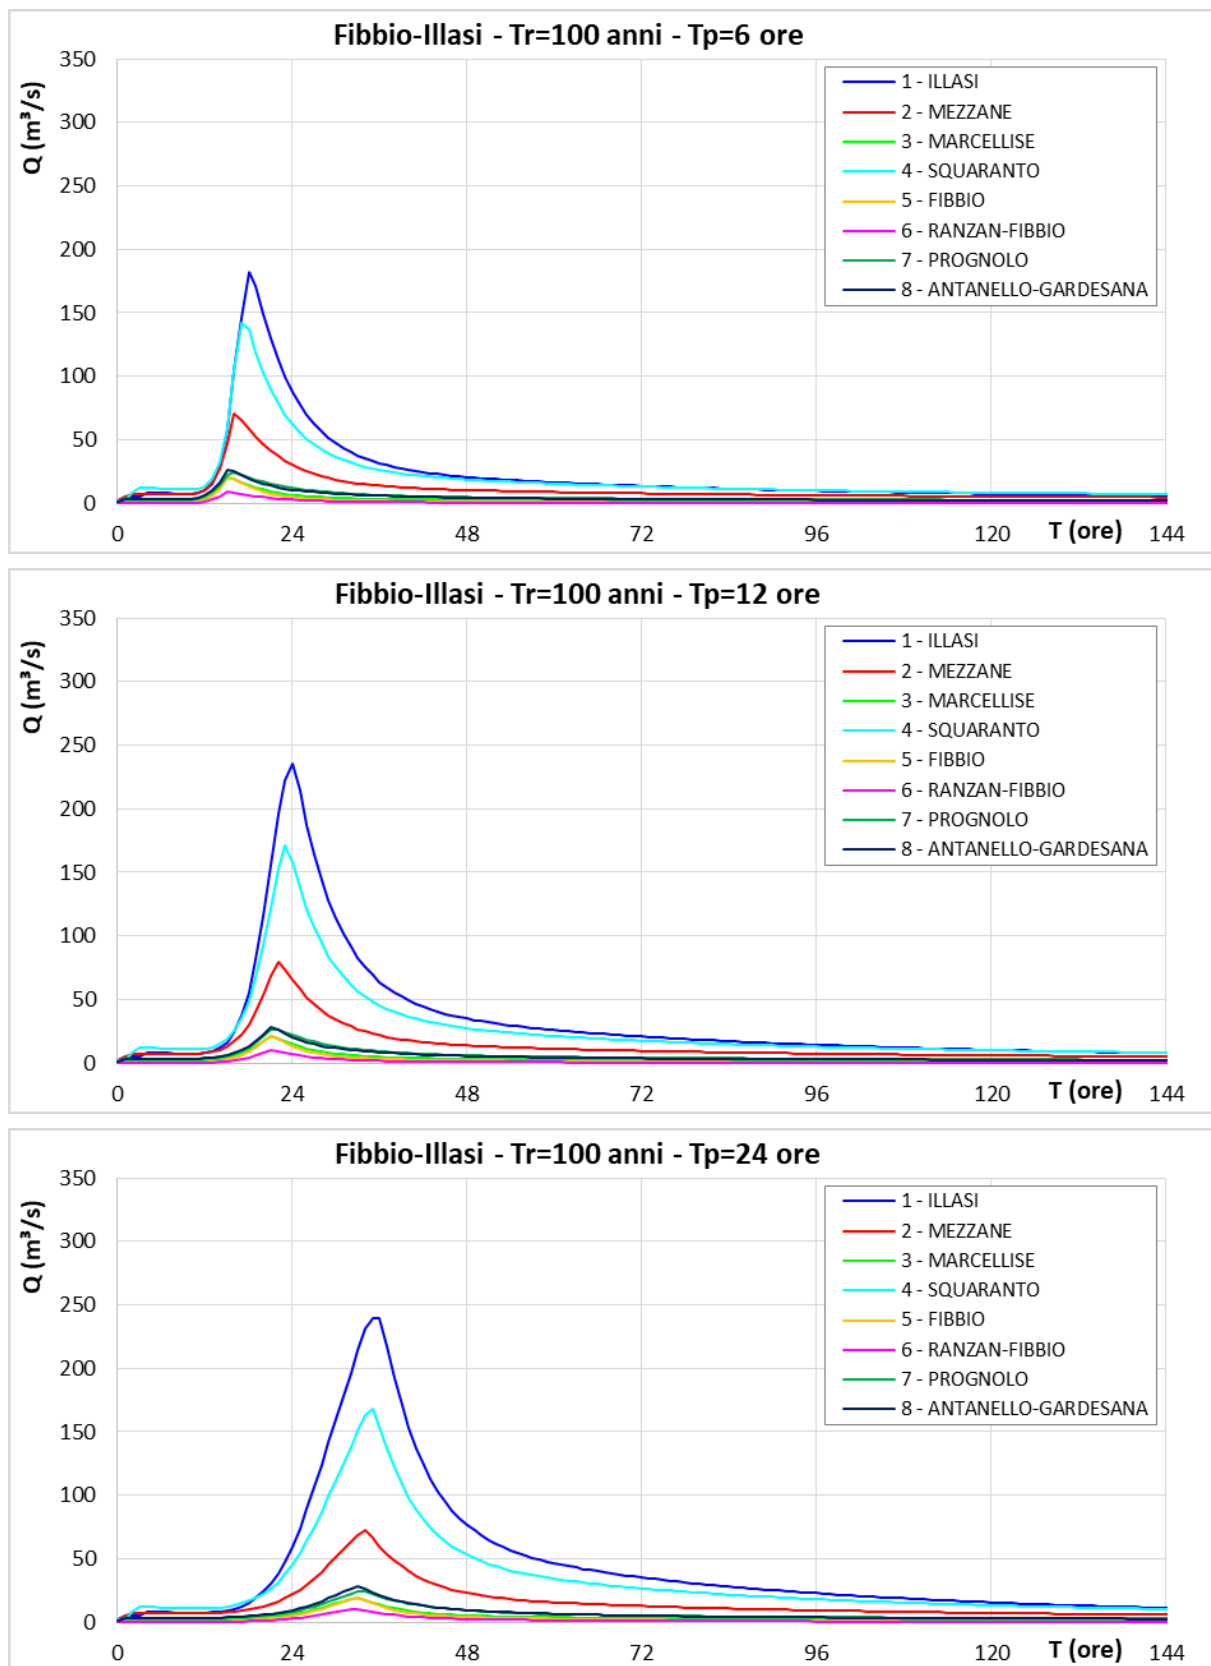 Fibbio-Illasi - Tr=100 anni - Tp=6 ore
Q (m³/s)
350
300
250
200
150
100
50
0
1 - ILLASI
2 - MEZZANE
3 - MARCELLISE
4 - SQUARANTO
5 - FIBBIO
6 - RANZAN-FIBBIO
7 - PROGNOLO
8 - ANTANELLO-GARDESANA
0 24 48 72 96 120 T (ore) 144
Fibbio-Illasi - Tr=100 anni - Tp=12 ore
Q (m³/s)
350
300
250
200
150
100
50
0
1 - ILLASI
2 - MEZZANE
3 - MARCELLISE
4 - SQUARANTO
5 - FIBBIO
6 - RANZAN-FIBBIO
7 - PROGNOLO
8 - ANTANELLO-GARDESANA
0 24 48 72 96 120 T (ore) 144
Fibbio-Illasi - Tr=100 anni - Tp=24 ore
Q (m³/s)
350
300
250
200
150
100
50
0
1 - ILLASI
2 - MEZZANE
3 - MARCELLISE
4 - SQUARANTO
5 - FIBBIO
6 - RANZAN-FIBBIO
7 - PROGNOLO
8 - ANTANELLO-GARDESANA
0 24 48 72 96 120 T (ore) 144